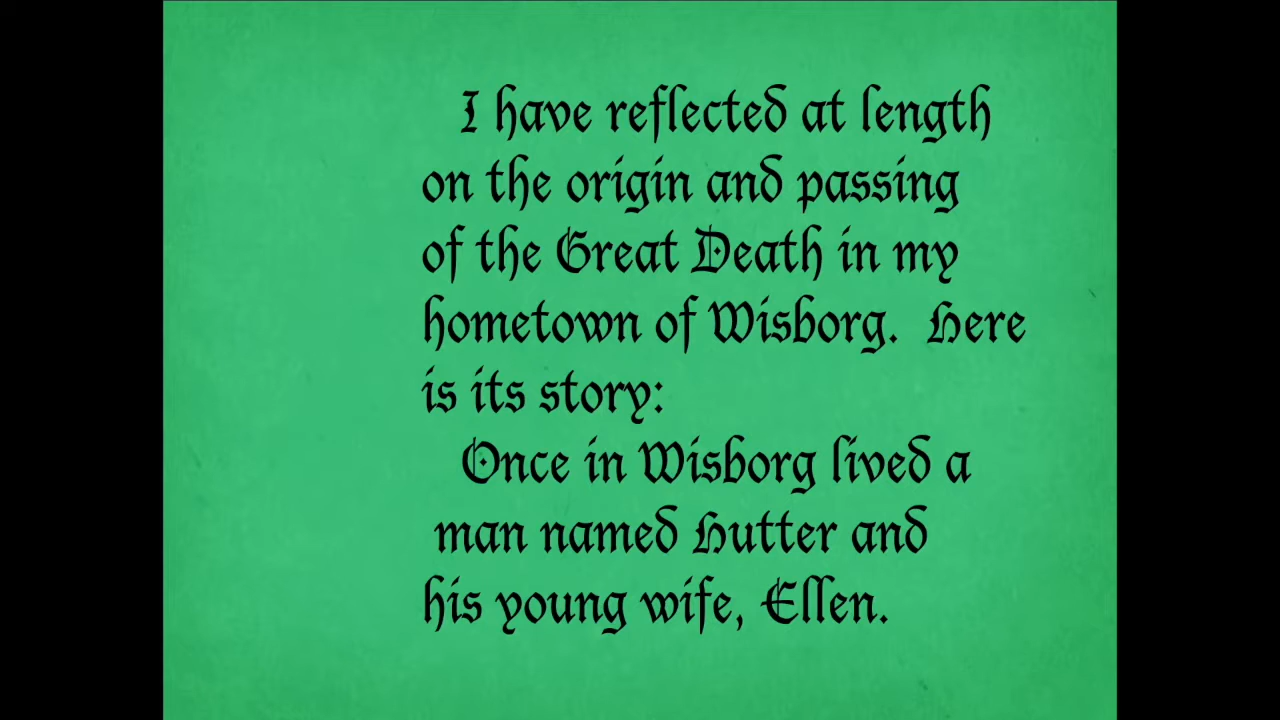 I have reflected at length
on the origin and passing
of the Great Death in my
hometown of Wisborg. Here
is its story:
Once in Wisborg lived a
man named Hutter and
his young wife, Ellen.